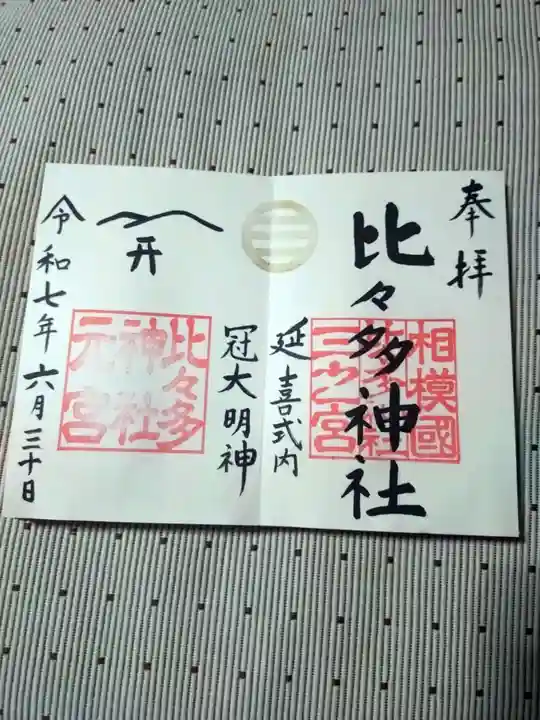 奉拝
比々多神社
相模國
三之宮
延喜式内
冠大明神
比々多
神社
元宮
令和七年六月三十日